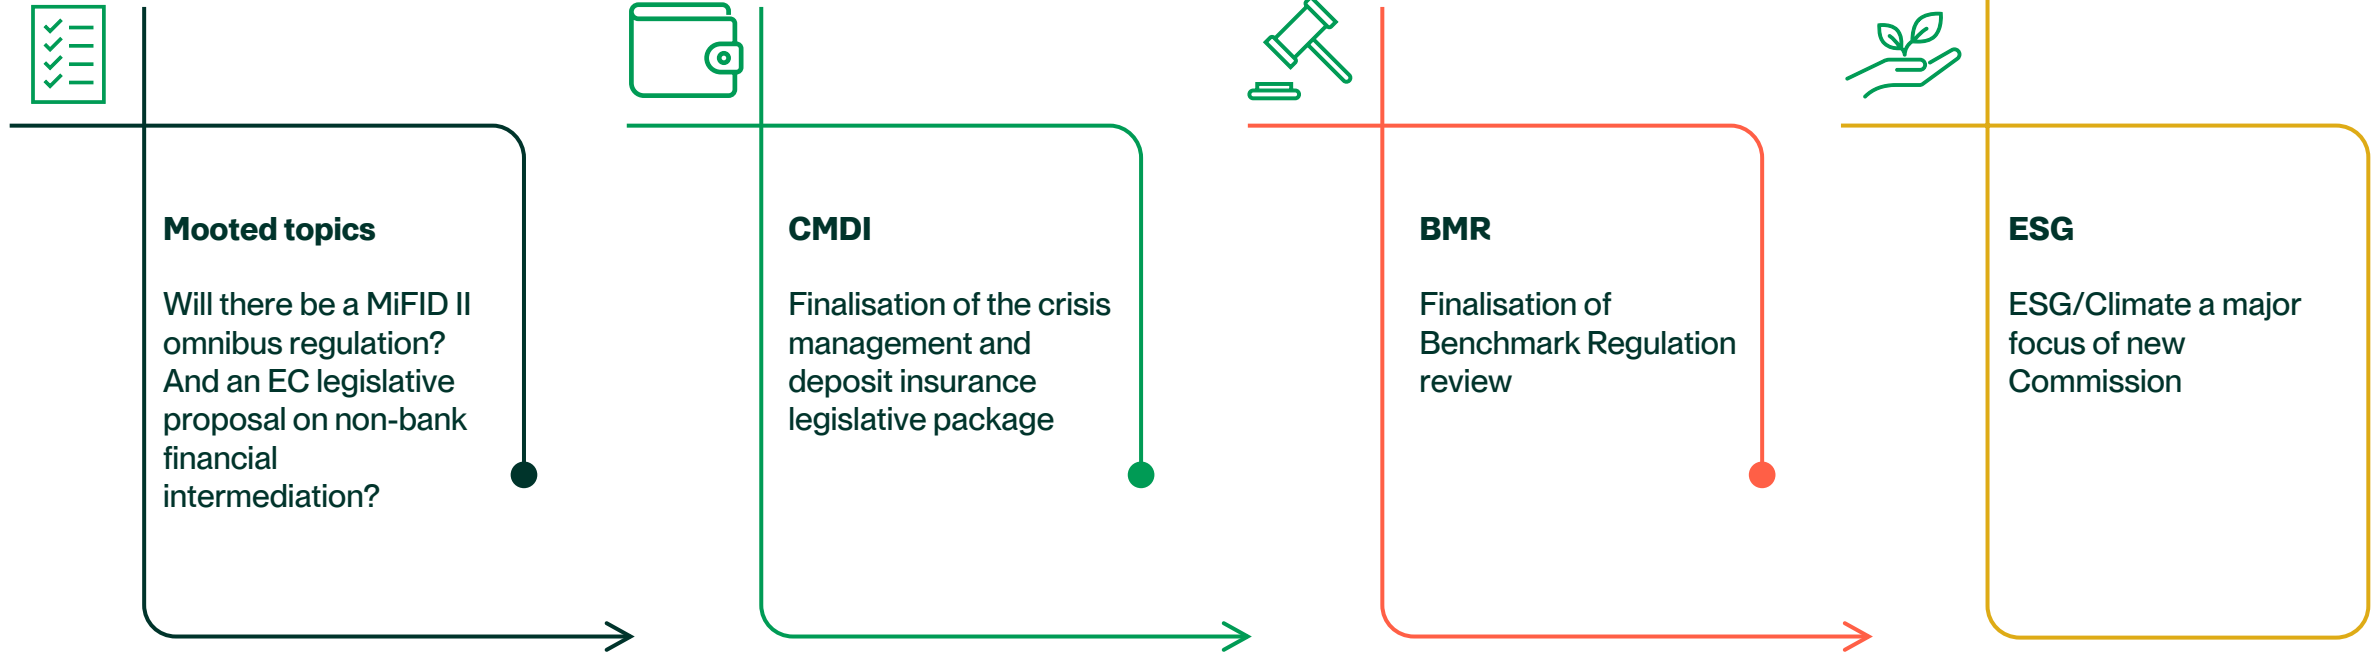 Mooted topics
Will there be a MiFID II
omnibus regulation?
And an EC legislative
proposal on non-bank
financial
intermediation?
CMDI
Finalisation of the crisis
management and
deposit insurance
legislative package
BMR
Finalisation of
Benchmark Regulation
review
ESG
ESG/Climate a major
focus of new
Commission